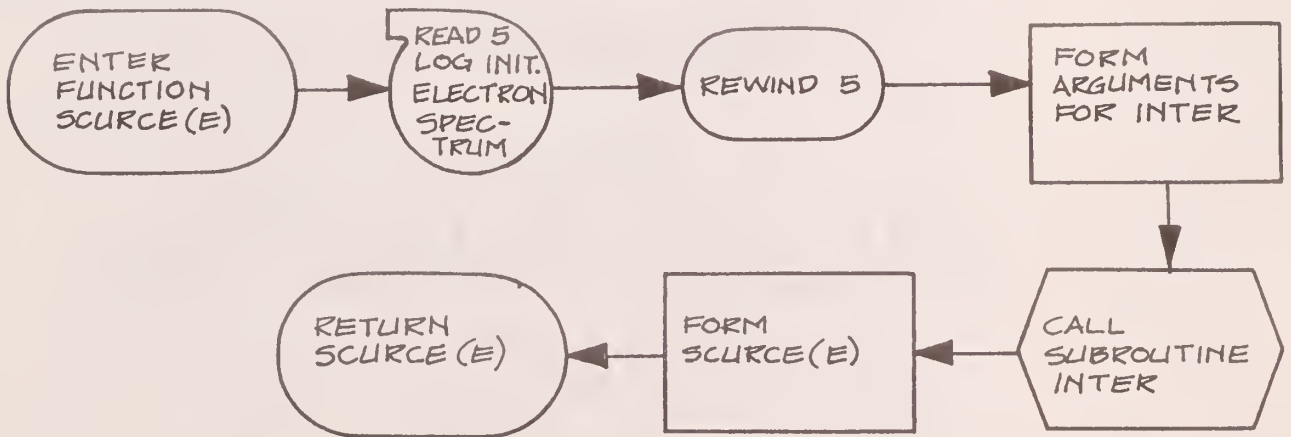 ENTER
FUNCTION
SCURCE (E)
READ 5
LOG INIT.
ELECTRON
SPEC-
TRUM
REWIND 5
FORM
ARGUMENTS
FOR INTER
CALL
SUBROUTINE
INTER
FORM
SCURCE(E)
RETURN
SCURCE (E)